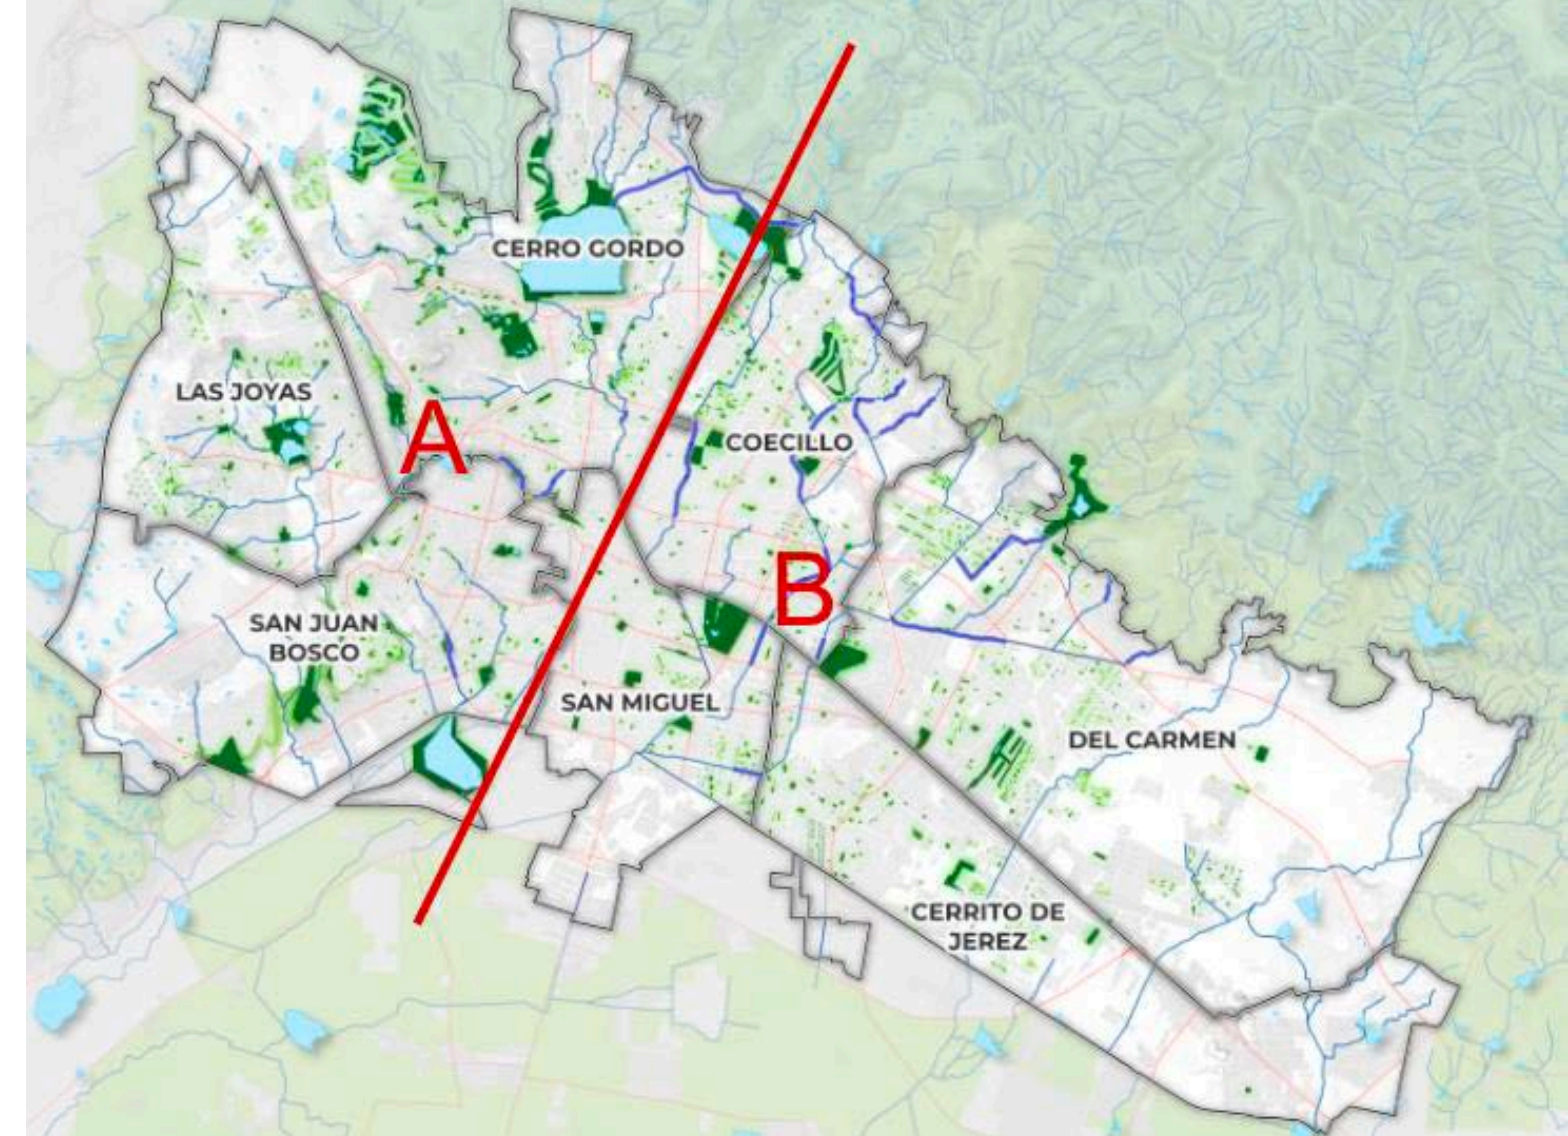 CERRO GORDO
LAS JOYAS
A
COECILLO
B
SAN JUAN
BOSCO
SAN MIGUEL
DEL CARMEN
CERRITO DE
JEREZ